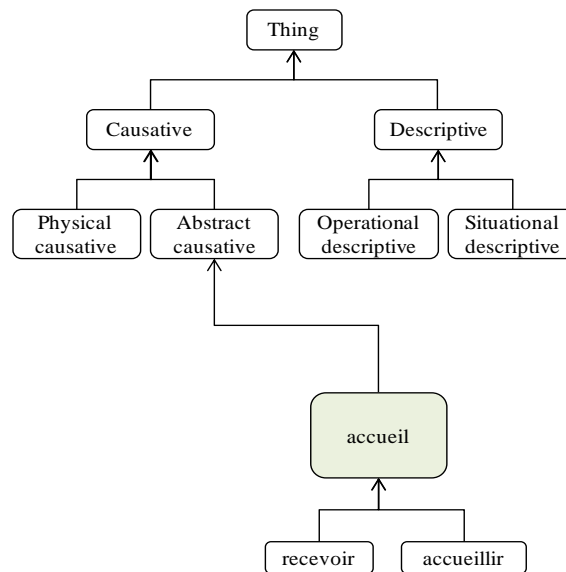 Thing
Causative
Descriptive
Physical
causative
Abstract
causative
Operational
descriptive
Situational
descriptive
accueil
recevoir
accueillir